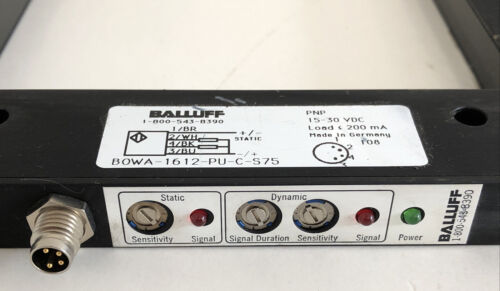 BALLUFF
1-800-543-8390
1/BR +/-
2/WH STATIC
4/BK
3/BU -/+
BOWA-1612-PU-C-S75
PNP
15-30 VDC
Load ≤ 200 mA
Made in Germany
T08
Static
Sensitivity
Signal
Dynamic
Signal Duration
Sensitivity
Signal
Power
BALLUFF
1-800-543-8390